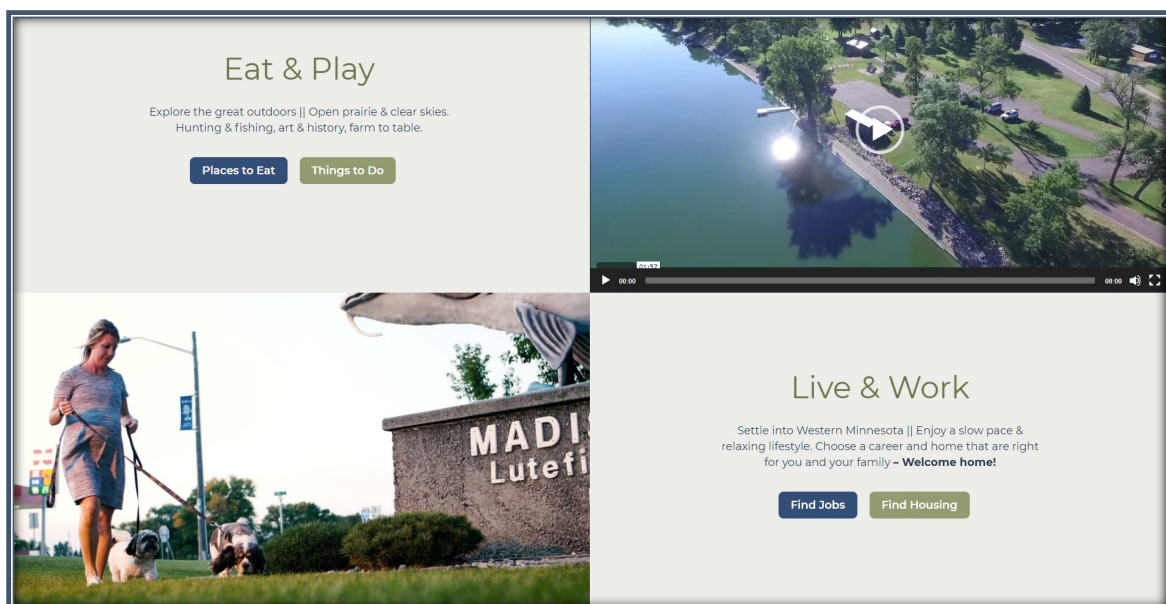 Eat & Play
Explore the great outdoors || Open prairie & clear skies.
Hunting & fishing, art & history, farm to table.
Places to Eat
Things to Do
01:52
00:00
00:00
MADI
Lutefi
Live & Work
Settle into Western Minnesota || Enjoy a slow pace &
relaxing lifestyle. Choose a career and home that are right
for you and your family – Welcome home!
Find Jobs
Find Housing